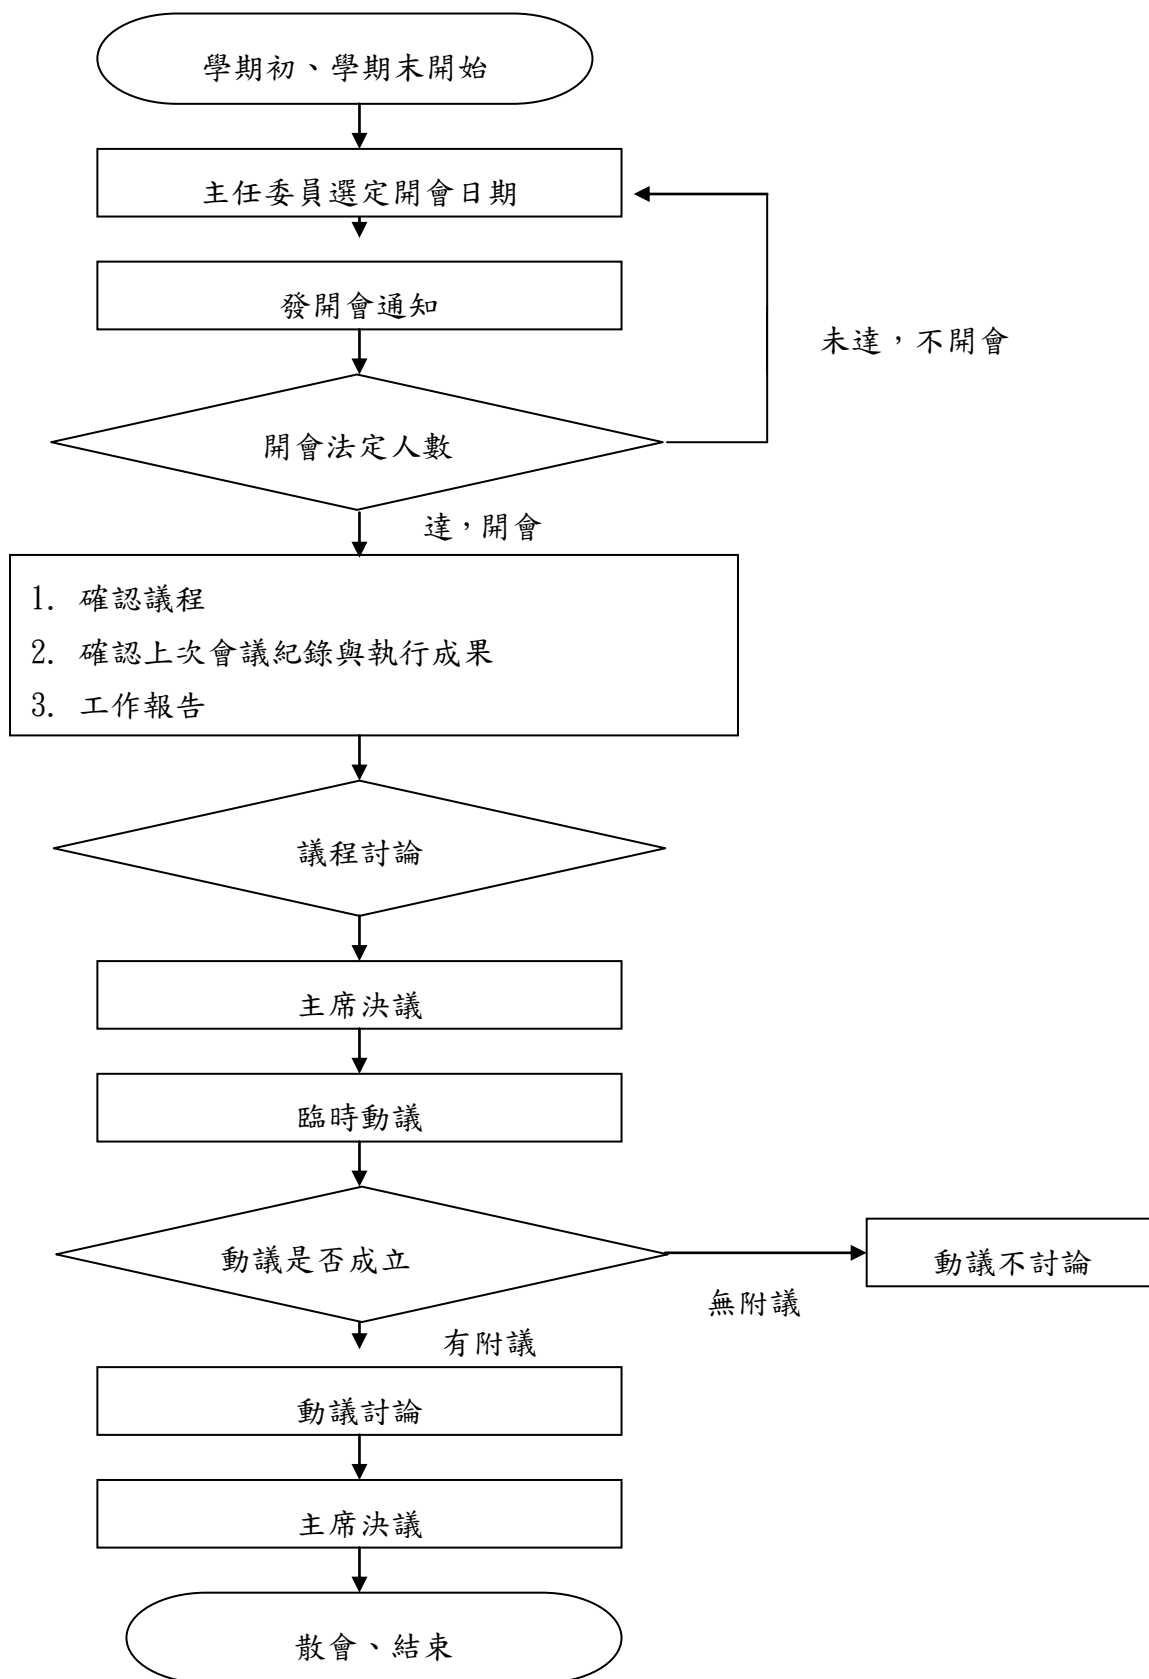 學期初、學期末開始
主任委員選定開會日期
發開會通知
未達，不開會
開會法定人數
達，開會
1. 確認議程
2. 確認上次會議紀錄與執行成果
3. 工作報告
議程討論
主席決議
臨時動議
動議是否成立
動議不討論
無附議
有附議
動議討論
主席決議
散會、結束